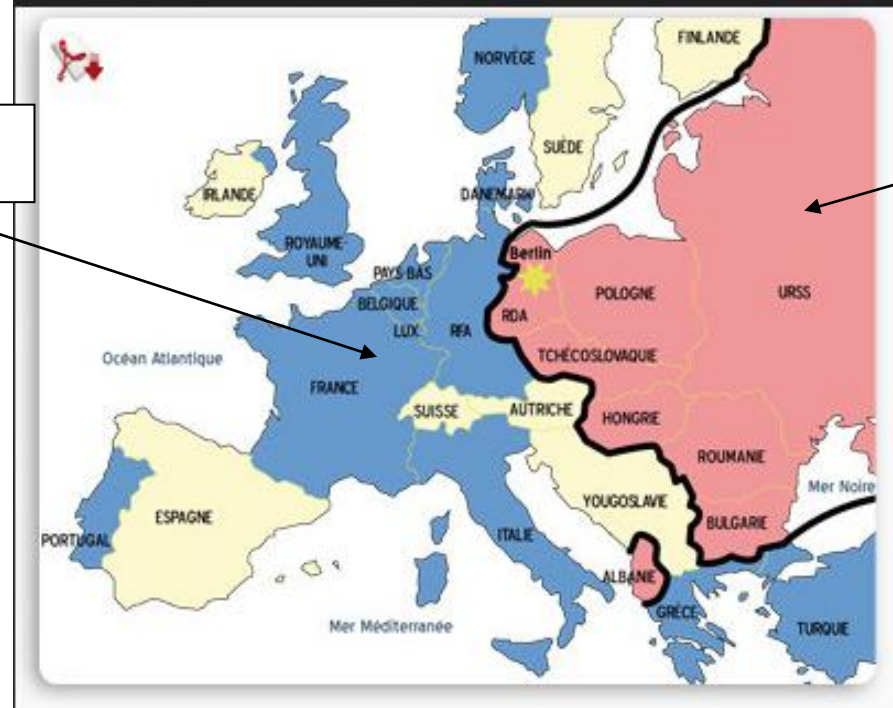 NORVÈGE
FINLANDE
SUÈDE
IRLANDE
DANEMARK
ROYAUME-
UNI
Berlin
PAYS-BAS
POLOGNE
URSS
BELGIQUE
RDA
LUX
RFA
TCHÉCOSLOVAQUIE
Océan Atlantique
FRANCE
SUISSE
AUTRICHE
HONGRIE
ROUMANIE
Mer Noire
YOUGOSLAVIE
ESPAGNE
BULGARIE
ITALIE
PORTUGAL
ALBANIE
GRÈCE
Mer Méditerranée
TURQUIE